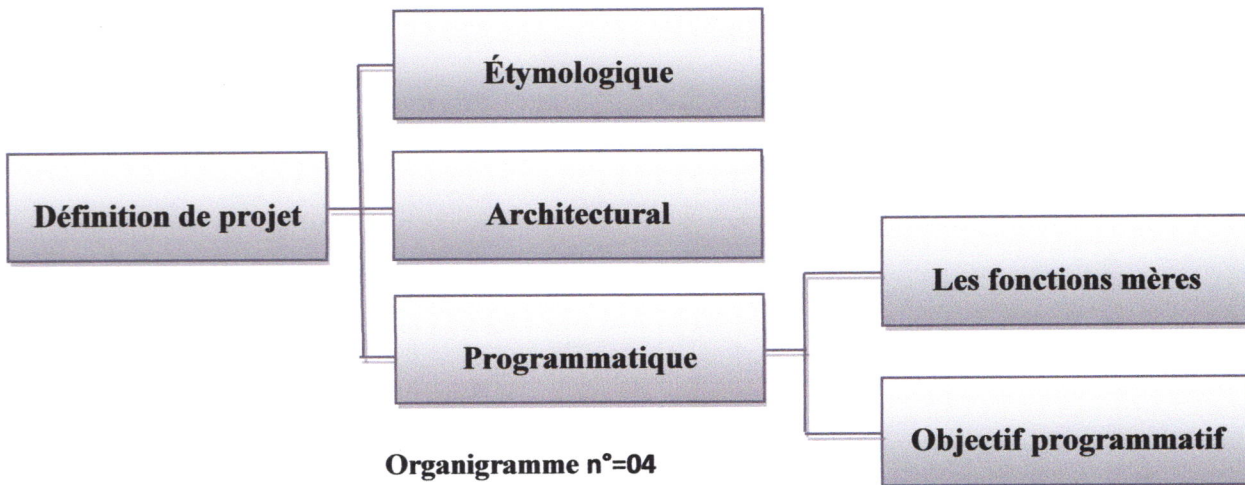 Étymologique
Définition de projet
Architectural
Les fonctions mères
Programmatique
Objectif programmatif
Organigramme n°=04